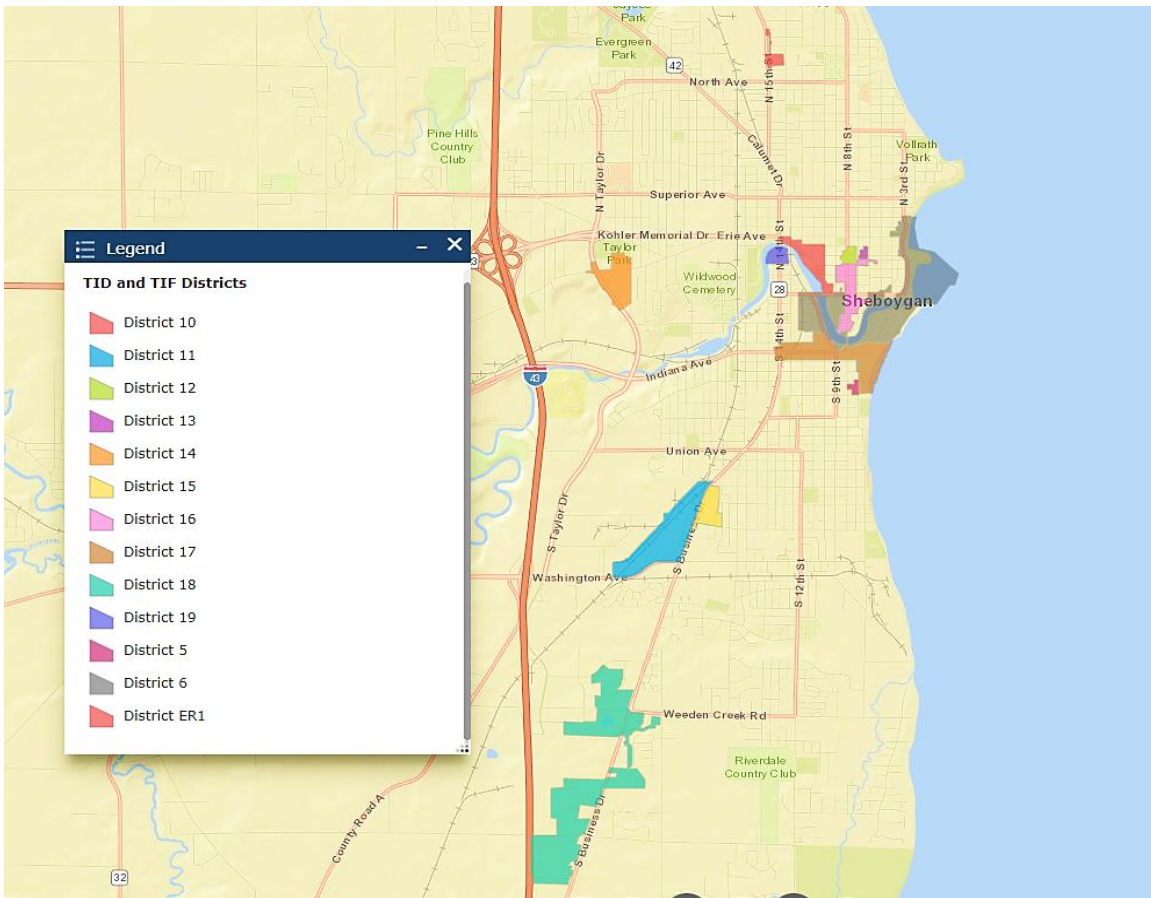 Park
Evergreen
Park
42
North Ave
N 15th St
Pine Hills
Country
Club
Calumet Dr
N 8th St
Vollrath
Park
N Taylor Dr
Superior Ave
N 3rd St
Kohler Memorial Dr
Erie Ave
N 14th St
Taylor
Park
Wildwood
Cemetery
28
Sheboygan
S 14th St
Indiana Ave
43
S 9th St
Union Ave
S Taylor Dr
S Business Dr
Washington Ave
S 12th St
Weeden Creek Rd
Riverdale
Country Club
S Business Dr
County Road A
32
Legend
TID and TIF Districts
District 10
District 11
District 12
District 13
District 14
District 15
District 16
District 17
District 18
District 19
District 5
District 6
District ER1